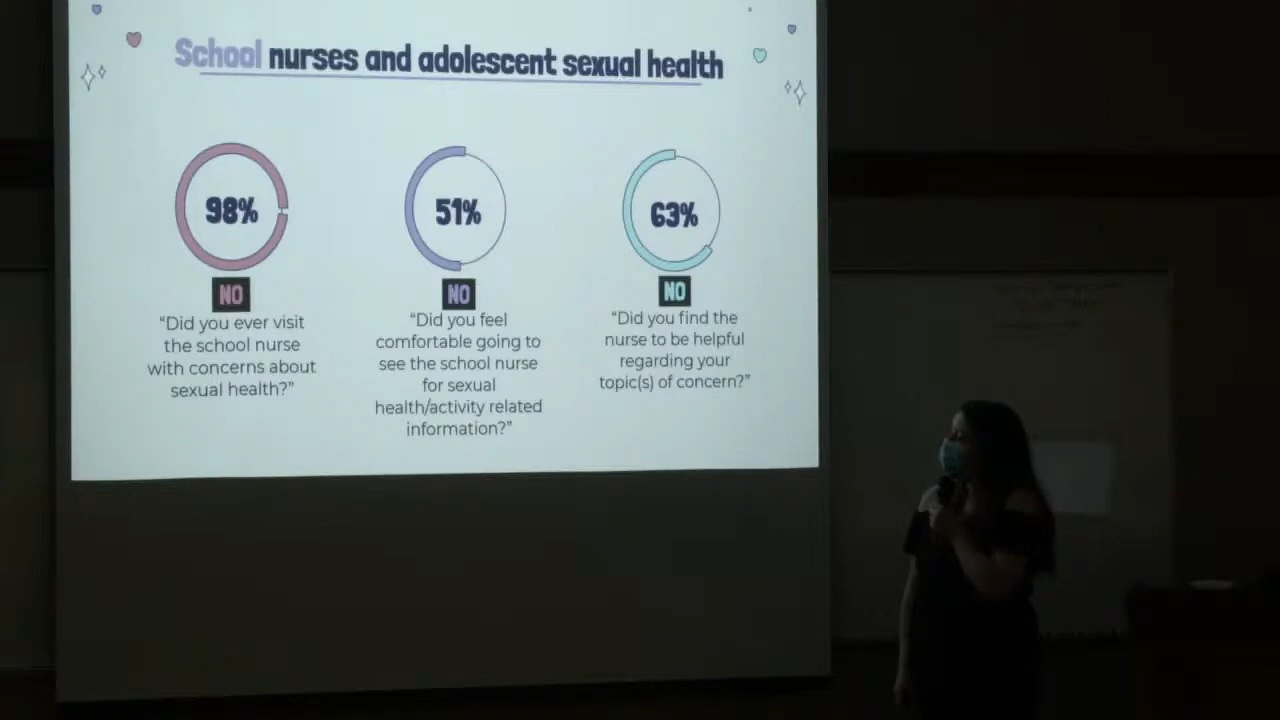 School nurses and adolescent sexual health
98%
NO
“Did you ever visit
the school nurse
with concerns about
sexual health?”
51%
NO
“Did you feel
comfortable going to
see the school nurse
for sexual
health/activity related
information?”
63%
NO
“Did you find the
nurse to be helpful
regarding your
topic(s) of concern?”